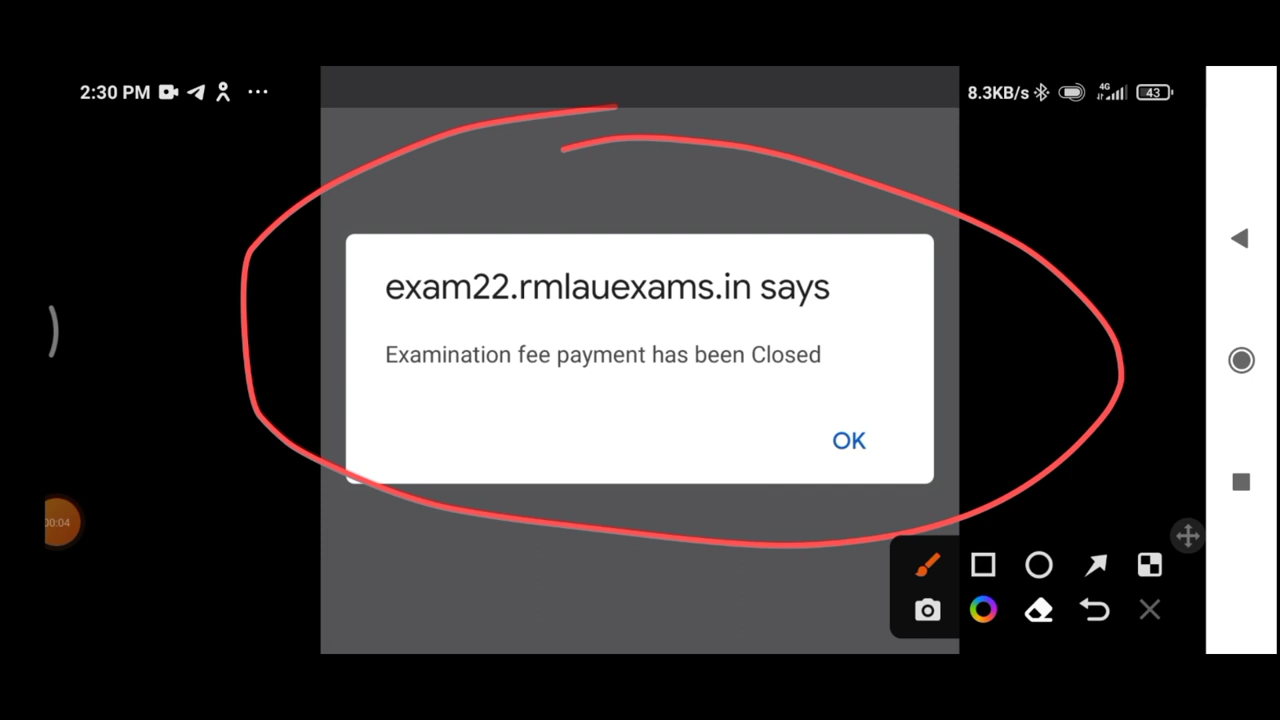 2:30 PM
8.3KB/s 4G 43
exam22.rmlauexams.in says
Examination fee payment has been Closed
OK
00:04